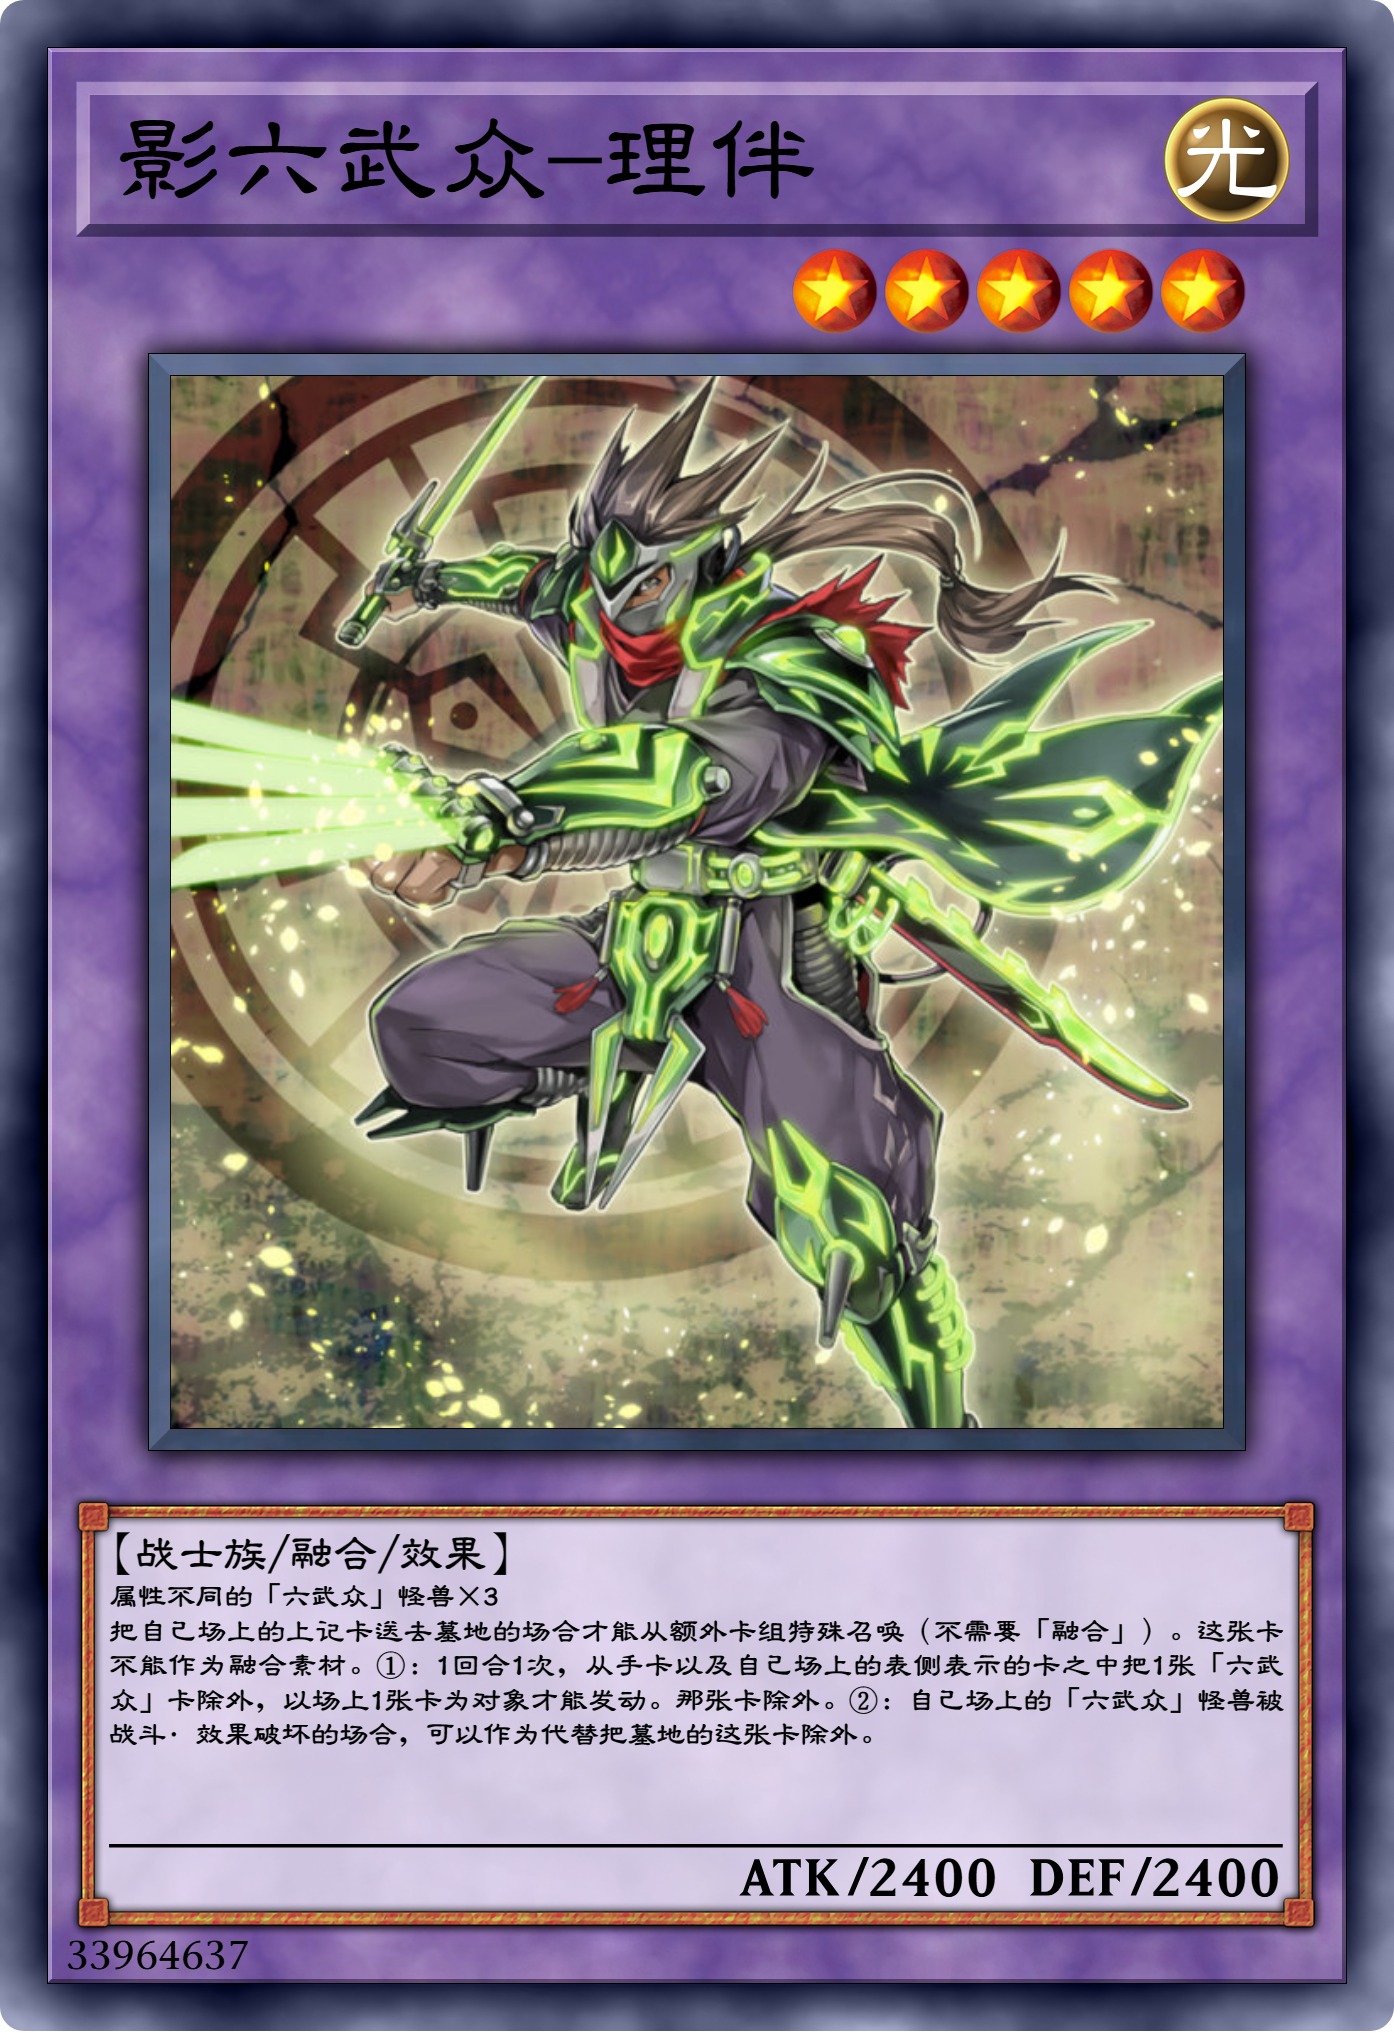 影六武众-理伴
光
【战士族/融合/效果】
属性不同的「六武众」怪兽×3
把自己场上的上记卡送去墓地的场合才能从额外卡组特殊召唤（不需要「融合」）。这张卡
不能作为融合素材。①：1回合1次，从手卡以及自己场上的表侧表示的卡之中把1张「六武
众」卡除外，以场上1张卡为对象才能发动。那张卡除外。②：自己场上的「六武众」怪兽被
战斗·效果破坏的场合，可以作为代替把墓地的这张卡除外。
ATK/2400 DEF/2400
33964637